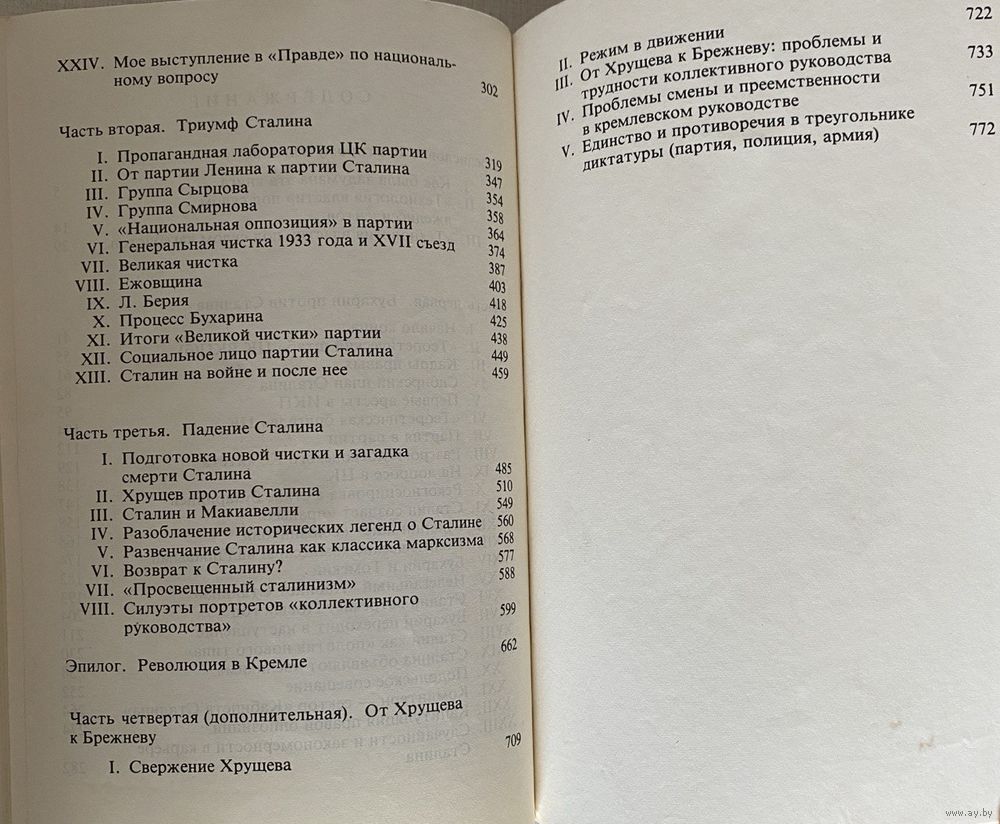 XXIV. Мое выступление в «Правде» по националь-
ному вопросу 302
Часть вторая. Триумф Сталина
I. Пропагандная лаборатория ЦК партии 319
II. От партии Ленина к партии Сталина 347
III. Группа Сырцова 354
IV. Группа Смирнова 358
V. «Национальная оппозиция» в партии 364
VI. Генеральная чистка 1933 года и XVII съезд 374
VII. Великая чистка 387
VIII. Ежовщина 403
IX. Л. Берия 418
X. Процесс Бухарина 425
XI. Итоги «Великой чистки» партии 438
XII. Социальное лицо партии Сталина 449
XIII. Сталин на войне и после нее 459
Часть третья. Падение Сталина
I. Подготовка новой чистки и загадка
смерти Сталина 485
II. Хрущев против Сталина 510
III. Сталин и Макиавелли 549
IV. Разоблачение исторических легенд о Сталине 560
V. Развенчание Сталина как классика марксизма 568
VI. Возврат к Сталину? 577
VII. «Просвещенный сталинизм» 588
VIII. Силуэты портретов «коллективного
руководства» 599
Эпилог. Революция в Кремле 662
Часть четвертая (дополнительная). От Хрущева
к Брежневу
I. Свержение Хрущева 709
II. Режим в движении 722
III. От Хрущева к Брежневу: проблемы и
трудности коллективного руководства 733
IV. Проблемы смены и преемственности
в кремлевском руководстве 751
V. Единство и противоречия в треугольнике
диктатуры (партия, полиция, армия) 772
www.ay.by